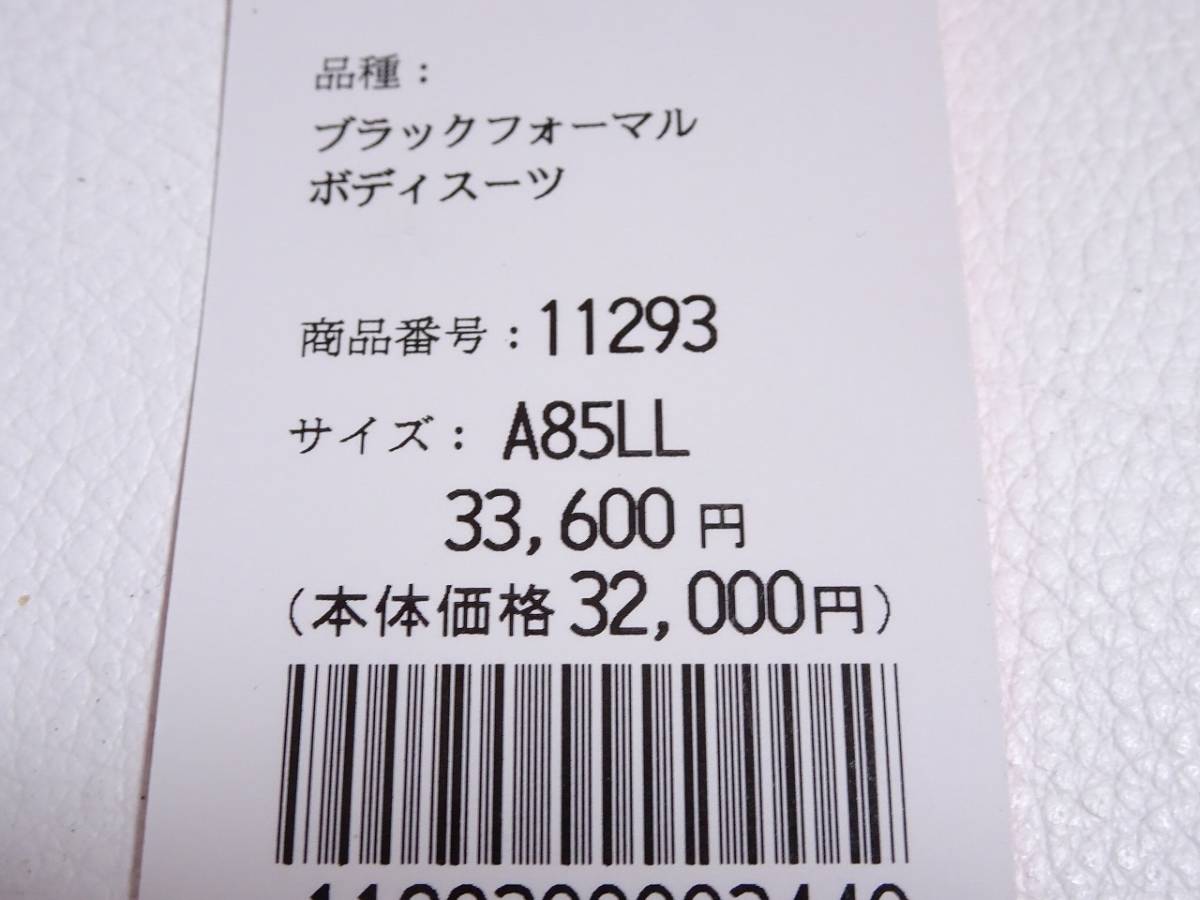 品種：
ブラックフォーマル
ボディスーツ
商品番号：11293
サイズ：A85LL
33,600円
（本体価格32,000円）